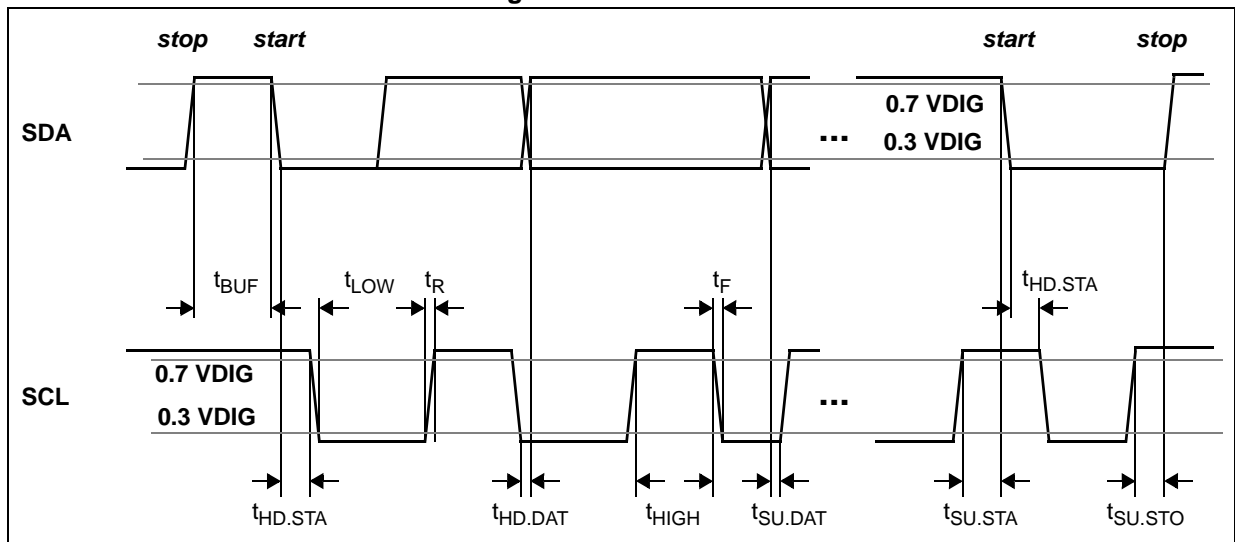 g
stop start start stop
SDA
0.7 VDIG
0.3 VDIG
...
tBUF tLOW tR tF tHD.STA
SCL
0.7 VDIG
0.3 VDIG
...
tHD.STA tHD.DAT tHIGH tSU.DAT tSU.STA tSU.STO